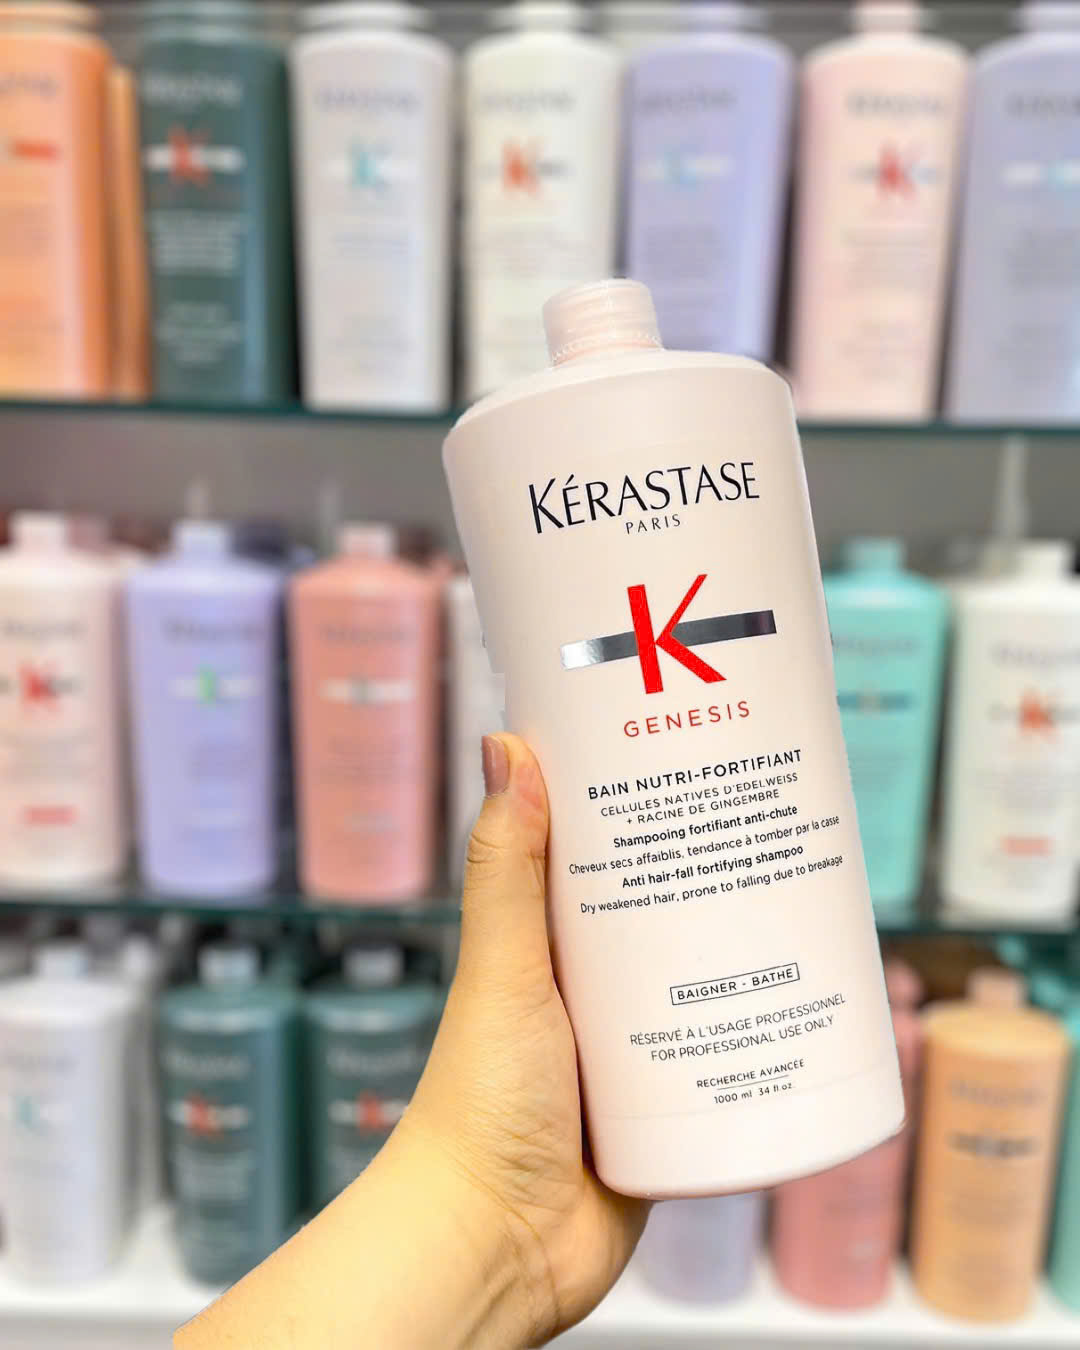 KÉRASTASE
PARIS
K
GENESIS
BAIN NUTRI-FORTIFIANT
CELLULES NATIVES D'EDELWEISS
+ RACINE DE GINGEMBRE
Shampooing fortifiant anti-chute
Cheveux secs affaiblis, tendance à tomber par la casse
Anti hair-fall fortifying shampoo
Dry weakened hair, prone to falling due to breakage
BAIGNER - BATHE
RÉSERVÉ À L'USAGE PROFESSIONNEL
FOR PROFESSIONAL USE ONLY
RECHERCHE AVANCÉE
1000 ml 34 fl oz.